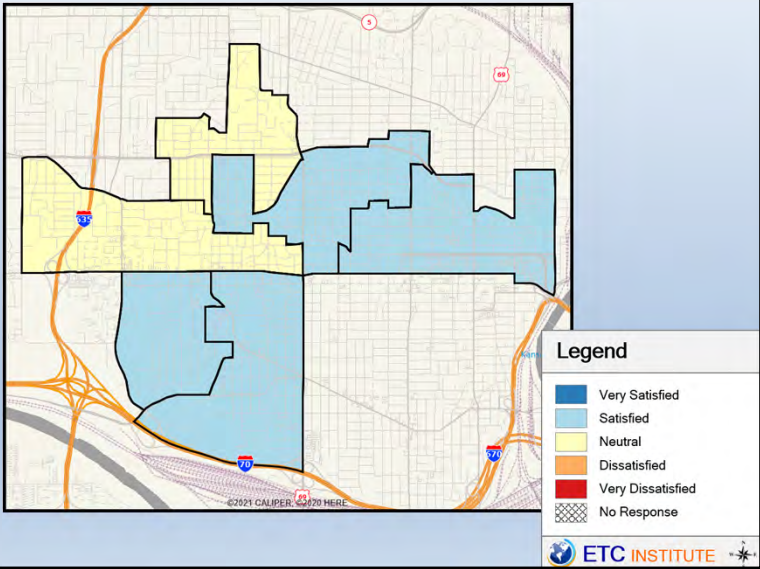 5
69
635
Legend
Very Satisfied
Satisfied
Neutral
Dissatisfied
Very Dissatisfied
No Response
70
670
69
©2021 CALIPER; ©2020 HERE
ETC INSTITUTE